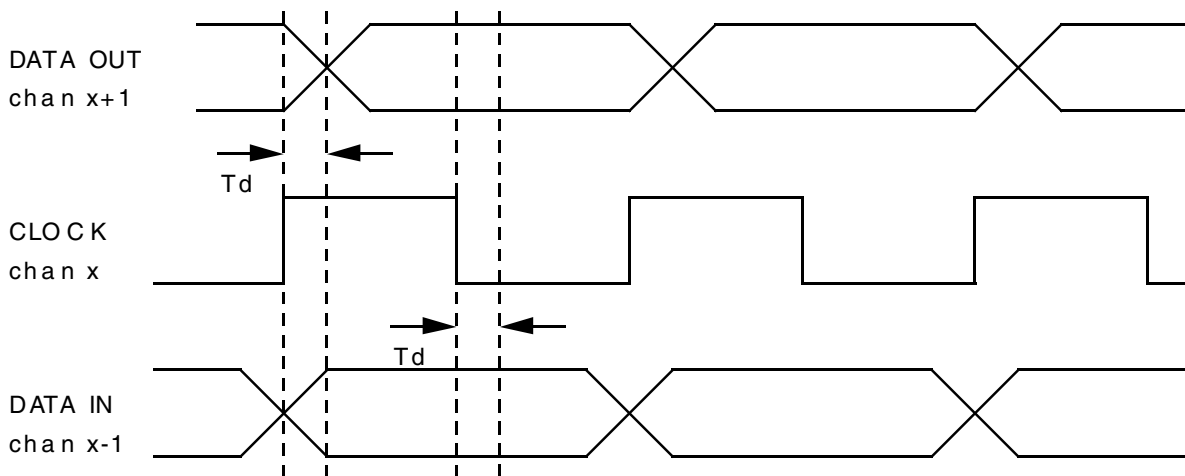 DATA OUT
chan x+1
Td
CLOCK
chan x
Td
DATA IN
chan x-1